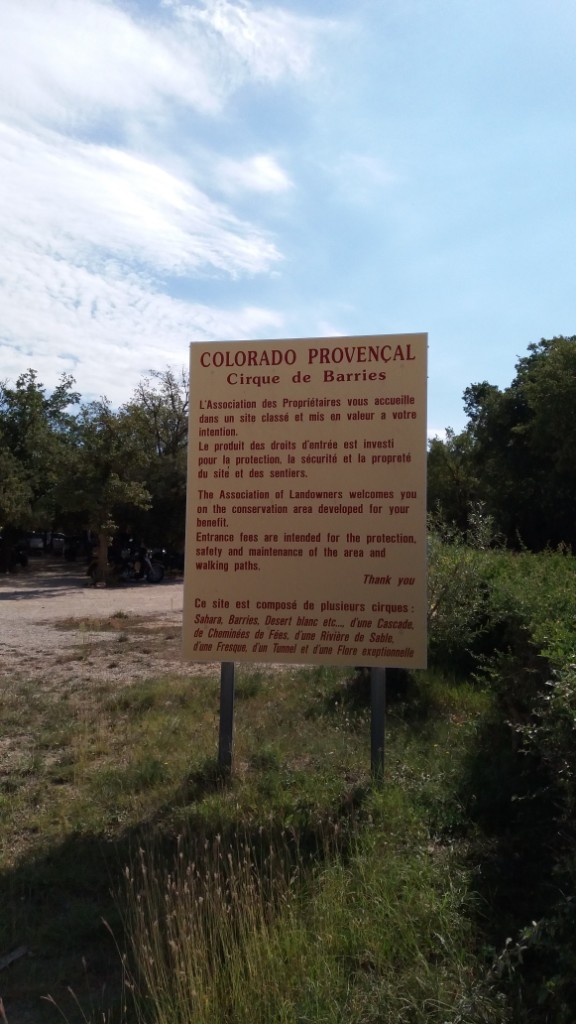 COLORADO PROVENÇAL
Cirque de Barries
L'Association des Propriétaires vous accueille
dans un site classé et mis en valeur a votre
intention.
Le produit des droits d'entrée est investi
pour la protection, la sécurité et la propreté
du site et des sentiers.
The Association of Landowners welcomes you
on the conservation area developed for your
benefit.
Entrance fees are intended for the protection,
safety and maintenance of the area and
walking paths.
Thank you
Ce site est composé de plusieurs cirques :
Sahara, Barries, Desert blanc etc..., d'une Cascade,
de Cheminées de Fées, d'une Rivière de Sable,
d'une Fresque, d'un Tunnel et d'une Flore exeptionnelle